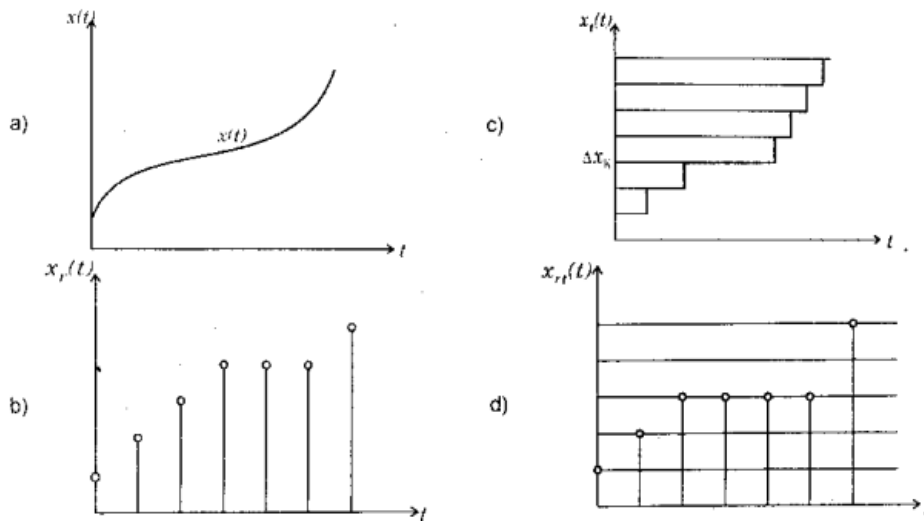 x(t)
a)
x(t)
t
x_r(t)
b)
t
x_t(t)
c)
Δx_K
t
x_rt(t)
d)